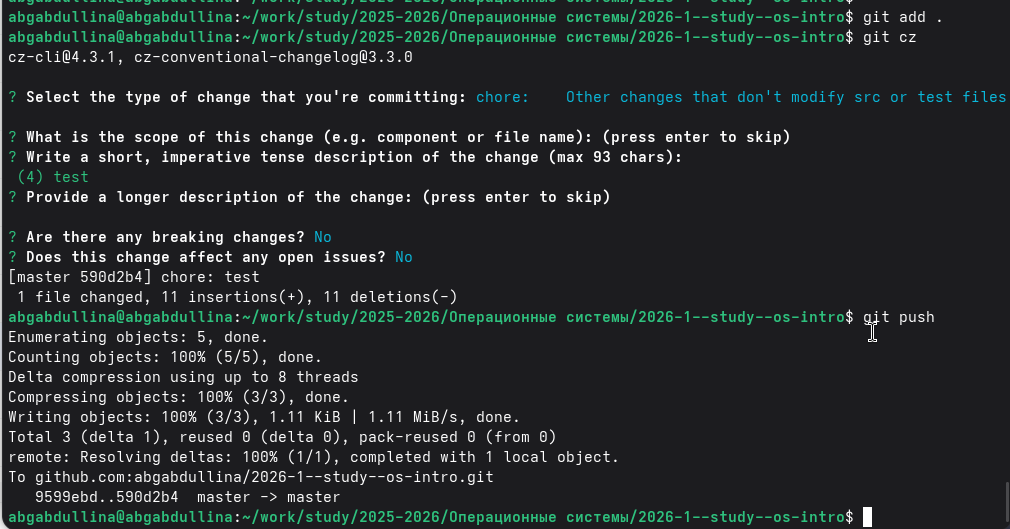 abgabdullina@abgabdullina:~/work/study/2025-2026/Операционные системы/2026-1--study--os-intro$ git add .
abgabdullina@abgabdullina:~/work/study/2025-2026/Операционные системы/2026-1--study--os-intro$ git cz
cz-cli@4.3.1, cz-conventional-changelog@3.3.0
? Select the type of change that you're committing: chore:    Other changes that don't modify src or test files
? What is the scope of this change (e.g. component or file name): (press enter to skip)
? Write a short, imperative tense description of the change (max 93 chars):
 (4) test
? Provide a longer description of the change: (press enter to skip)
? Are there any breaking changes? No
? Does this change affect any open issues? No
[master 590d2b4] chore: test
 1 file changed, 11 insertions(+), 11 deletions(-)
abgabdullina@abgabdullina:~/work/study/2025-2026/Операционные системы/2026-1--study--os-intro$ git push
Enumerating objects: 5, done.
Counting objects: 100% (5/5), done.
Delta compression using up to 8 threads
Compressing objects: 100% (3/3), done.
Writing objects: 100% (3/3), 1.11 KiB | 1.11 MiB/s, done.
Total 3 (delta 1), reused 0 (delta 0), pack-reused 0 (from 0)
remote: Resolving deltas: 100% (1/1), completed with 1 local object.
To github.com:abgabdullina/2026-1--study--os-intro.git
   9599ebd..590d2b4  master -> master
abgabdullina@abgabdullina:~/work/study/2025-2026/Операционные системы/2026-1--study--os-intro$